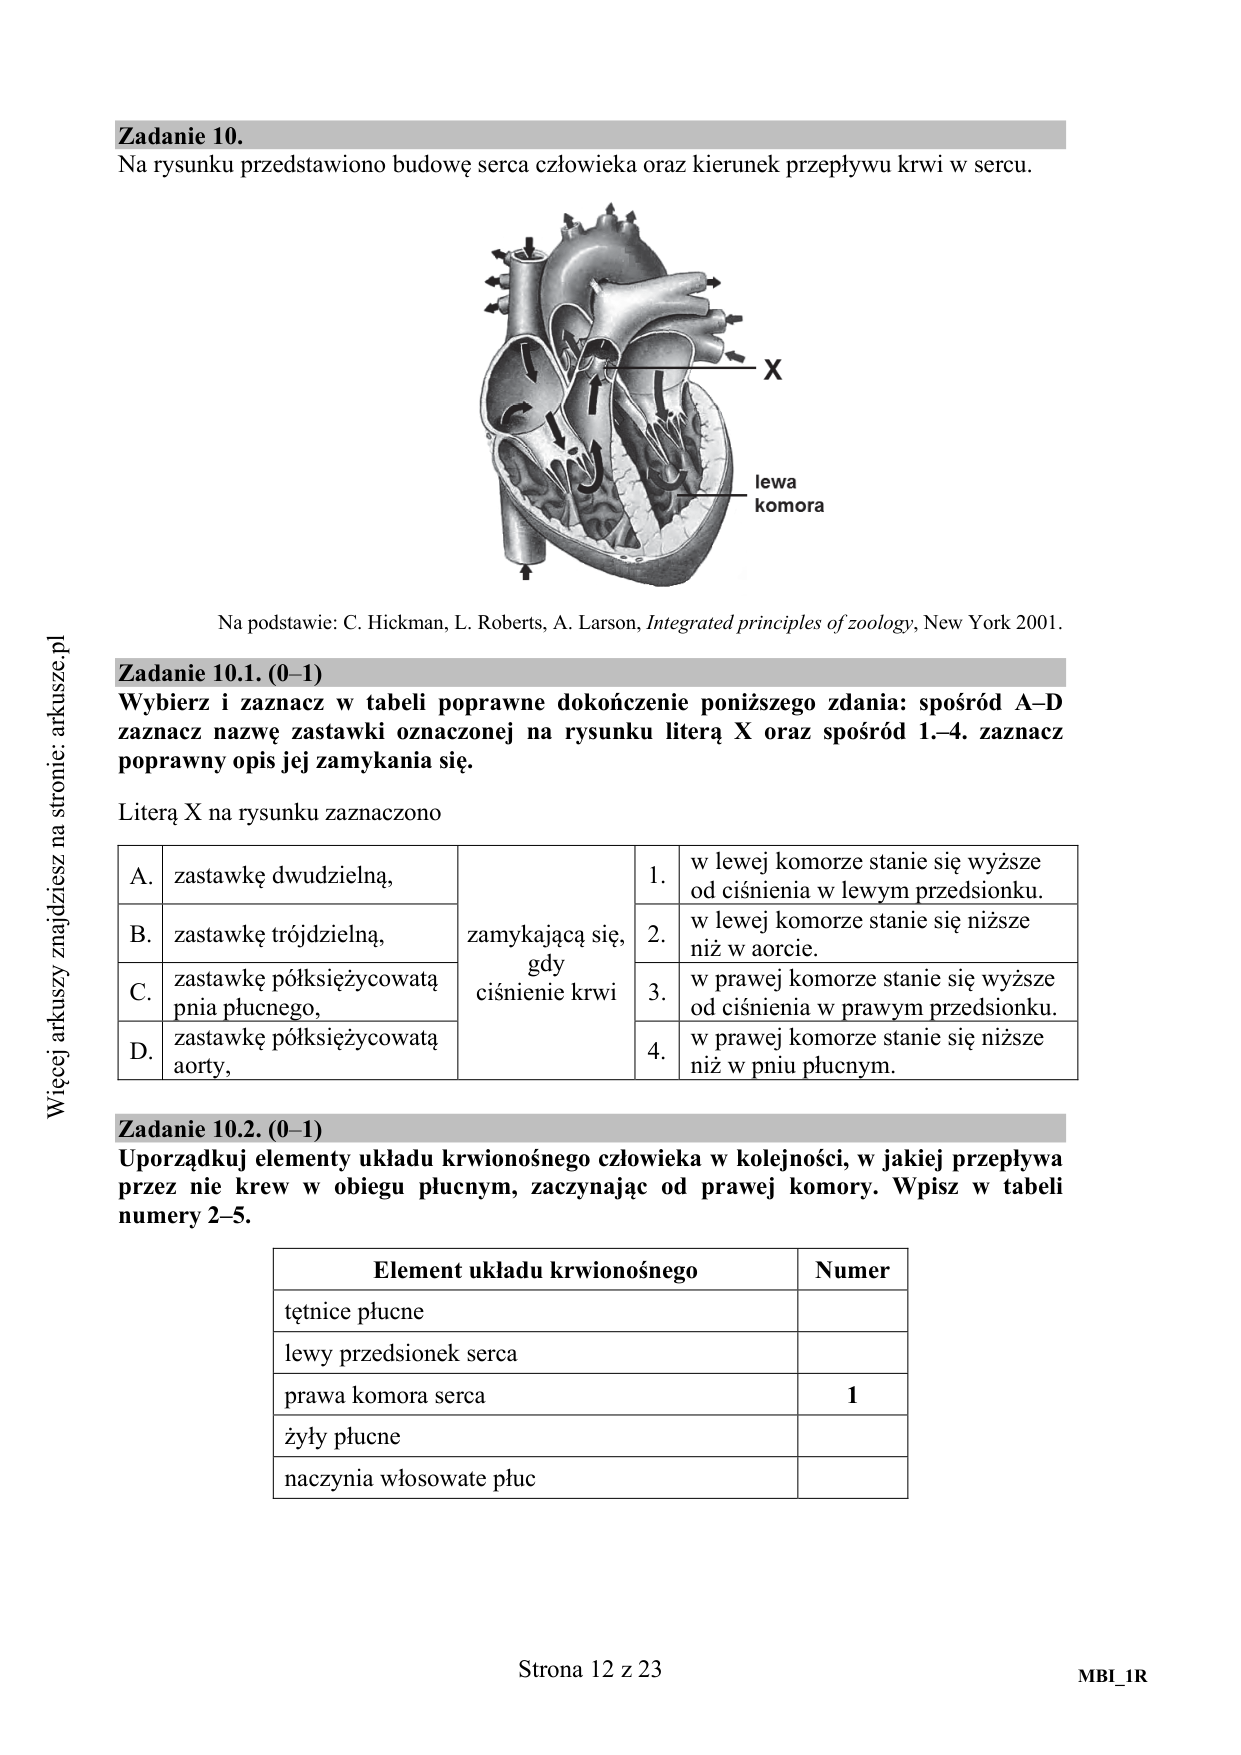 Zadanie 10.
Na rysunku przedstawiono budowę serca człowieka oraz kierunek przepływu krwi w sercu.
X
lewa
komora
Na podstawie: C. Hickman, L. Roberts, A. Larson, Integrated principles of zoology, New York 2001.
Zadanie 10.1. (0–1)
Wybierz i zaznacz w tabeli poprawne dokończenie poniższego zdania: spośród A–D
zaznacz nazwę zastawki oznaczonej na rysunku literą X oraz spośród 1.–4. zaznacz
poprawny opis jej zamykania się.
Literą X na rysunku zaznaczono
A. zastawkę dwudzielną,
B. zastawkę trójdzielną,
C. zastawkę półksiężycowatą
pnia płucnego,
D. zastawkę półksiężycowatą
aorty,
zamykającą się,
gdy
ciśnienie krwi
1. w lewej komorze stanie się wyższe
od ciśnienia w lewym przedsionku.
2. w lewej komorze stanie się niższe
niż w aorcie.
3. w prawej komorze stanie się wyższe
od ciśnienia w prawym przedsionku.
4. w prawej komorze stanie się niższe
niż w pniu płucnym.
Zadanie 10.2. (0–1)
Uporządkuj elementy układu krwionośnego człowieka w kolejności, w jakiej przepływa
przez nie krew w obiegu płucnym, zaczynając od prawej komory. Wpisz w tabeli
numery 2–5.
Element układu krwionośnego Numer
tętnice płucne
lewy przedsionek serca
prawa komora serca 1
żyły płucne
naczynia włosowate płuc
Strona 12 z 23
MBI_1R
Więcej arkuszy znajdziesz na stronie: arkusze.pl